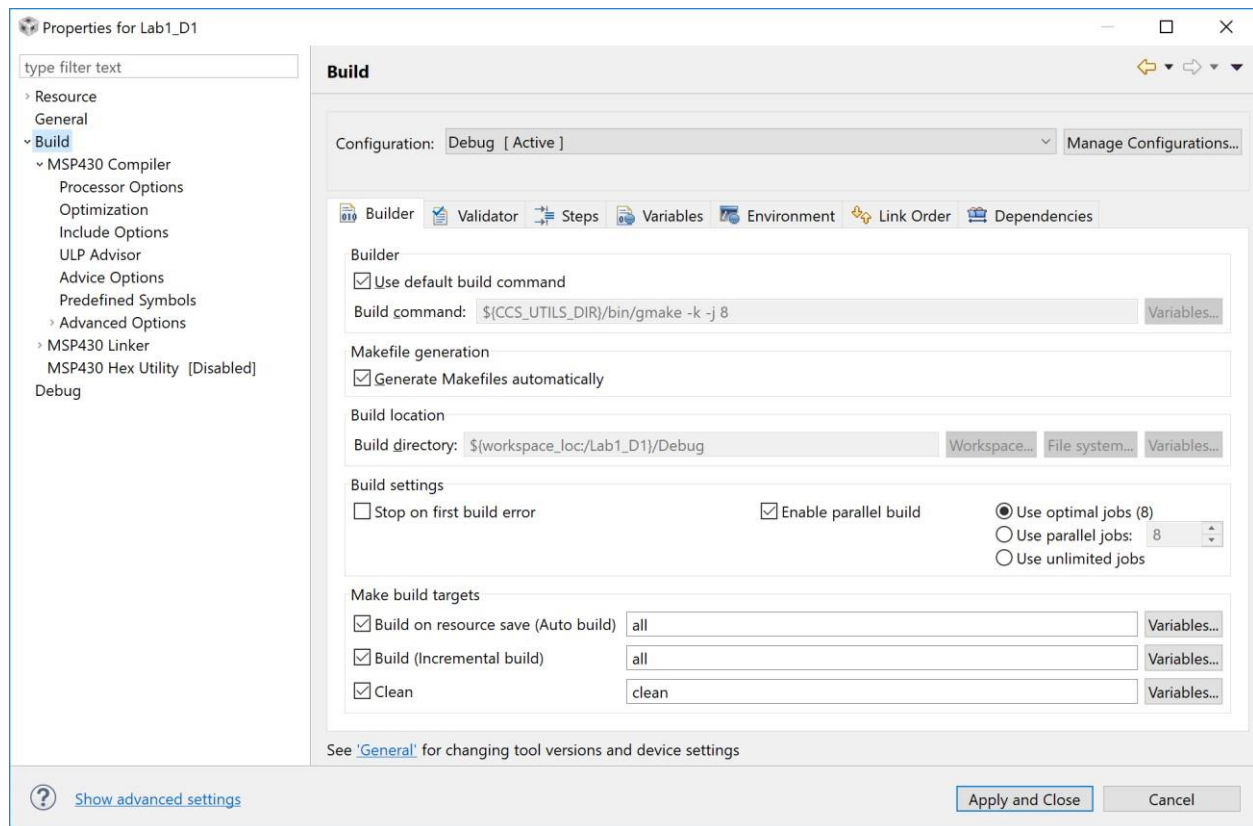 Properties for Lab1_D1
type filter text
Resource
General
Build
MSP430 Compiler
Processor Options
Optimization
Include Options
ULP Advisor
Advice Options
Predefined Symbols
Advanced Options
MSP430 Linker
MSP430 Hex Utility [Disabled]
Debug
Build
Configuration: Debug [ Active ] Manage Configurations...
Builder Validator Steps Variables Environment Link Order Dependencies
Builder
Use default build command
Build command: ${CCS_UTILS_DIR}/bin/gmake -k -j 8 Variables...
Makefile generation
Generate Makefiles automatically
Build location
Build directory: ${workspace_loc:/Lab1_D1}/Debug Workspace... File system... Variables...
Build settings
Stop on first build error Enable parallel build Use optimal jobs (8)
Use parallel jobs: 8
Use unlimited jobs
Make build targets
Build on resource save (Auto build) all Variables...
Build (Incremental build) all Variables...
Clean clean Variables...
See 'General' for changing tool versions and device settings
? Show advanced settings Apply and Close Cancel